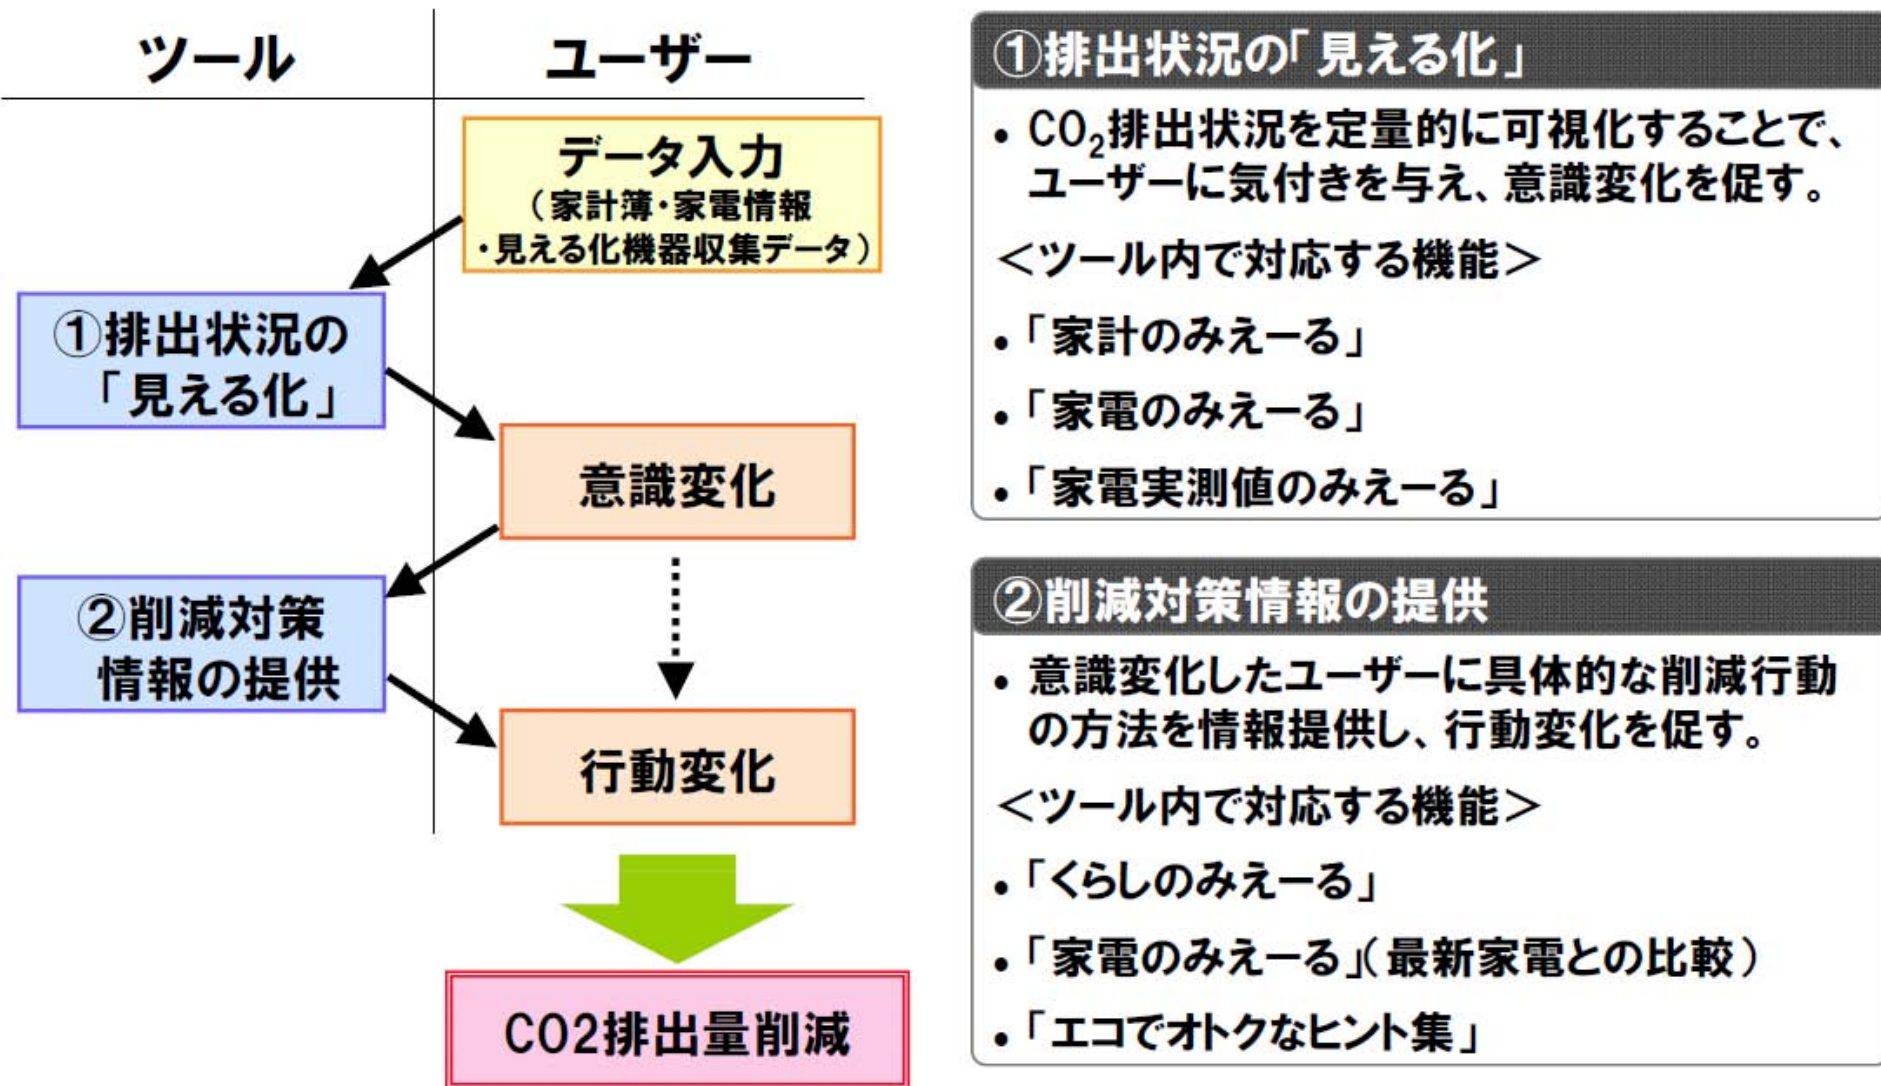 ツール
ユーザー
データ入力
（家計簿・家電情報
・見える化機器収集データ）
①排出状況の
「見える化」
意識変化
②削減対策
情報の提供
行動変化
CO2排出量削減
①排出状況の「見える化」
• CO₂排出状況を定量的に可視化することで、
ユーザーに気付きを与え、意識変化を促す。
＜ツール内で対応する機能＞
•「家計のみえーる」
•「家電のみえーる」
•「家電実測値のみえーる」
②削減対策情報の提供
• 意識変化したユーザーに具体的な削減行動
の方法を情報提供し、行動変化を促す。
＜ツール内で対応する機能＞
•「くらしのみえーる」
•「家電のみえーる」（最新家電との比較）
•「エコでオトクなヒント集」